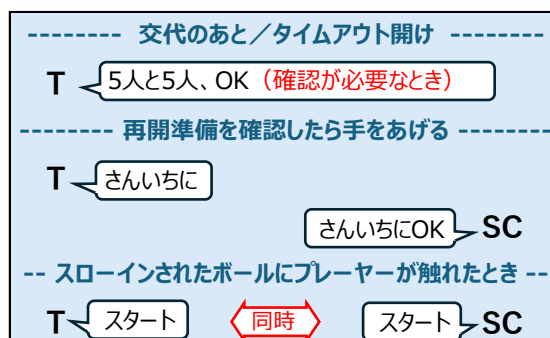 -------- 交代のあと／タイムアウト開け --------
T 5人と5人、OK（確認が必要なとき）
-------- 再開準備を確認したら手をあげる --------
T さんいちに
さんいちにOK SC
-- スローインされたボールにプレーヤーが触れたとき --
T スタート 同時 スタート SC